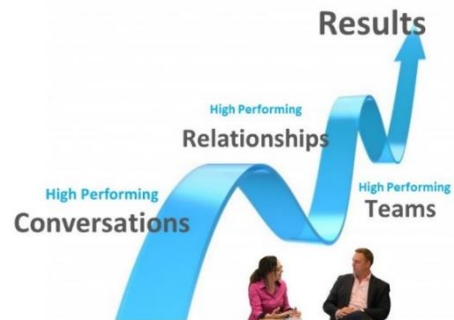 Results
High Performing
Relationships
High Performing
Teams
High Performing
Conversations